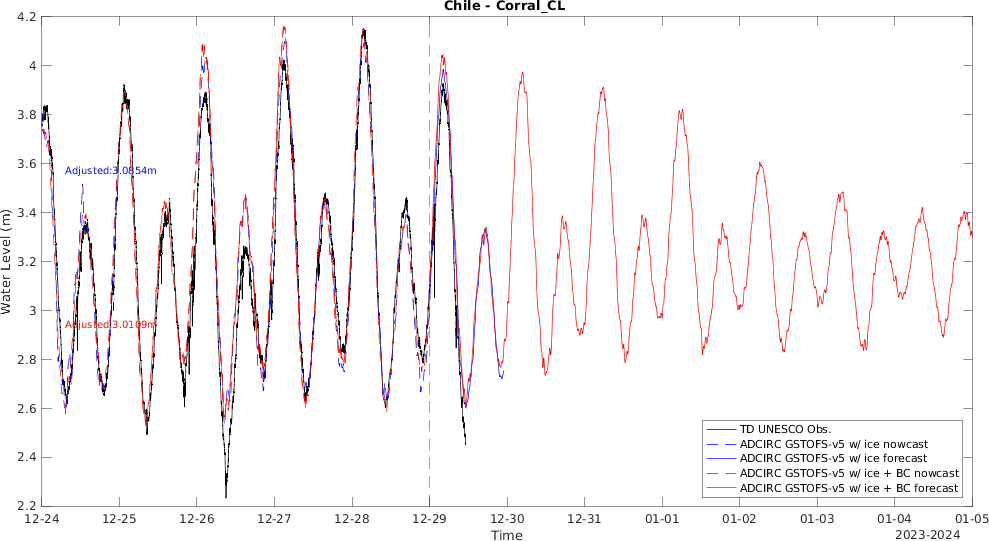 Chile - Corral_CL
4.2
4
3.8
3.6
3.4
3.2
3
2.8
2.6
2.4
2.2
Water Level (m)
Adjusted:3.0854m
Adjusted:3.0109m
TD UNESCO Obs.
ADCIRC GSTOFS-v5 w/ ice nowcast
ADCIRC GSTOFS-v5 w/ ice forecast
ADCIRC GSTOFS-v5 w/ ice + BC nowcast
ADCIRC GSTOFS-v5 w/ ice + BC forecast
12-24 12-25 12-26 12-27 12-28 12-29 12-30 12-31 01-01 01-02 01-03 01-04 01-05
Time
2023-2024